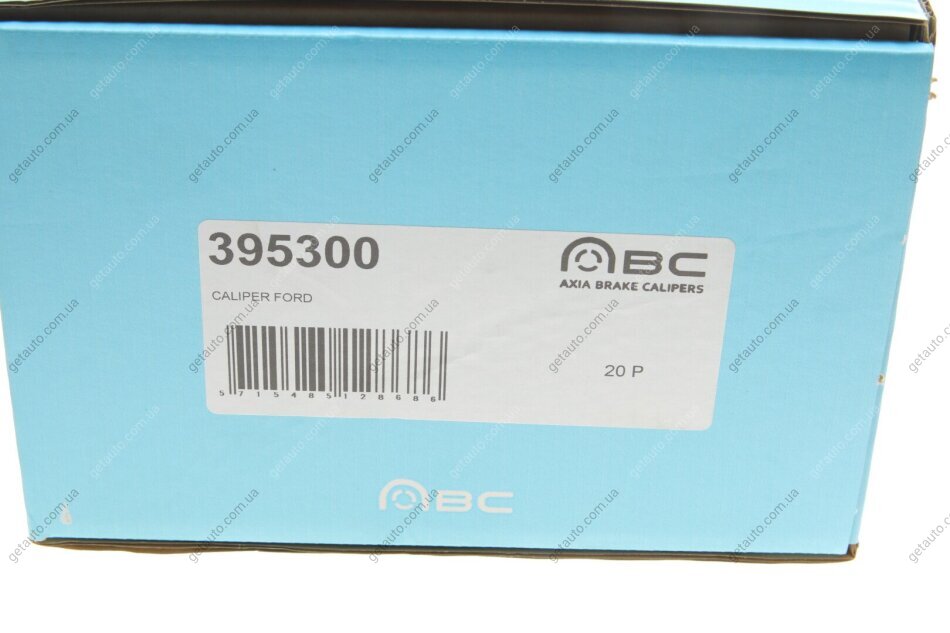 395300
ABC
AXIA BRAKE CALIPERS
CALIPER FORD
20 P
5715485128686
ABC
getauto.com.ua